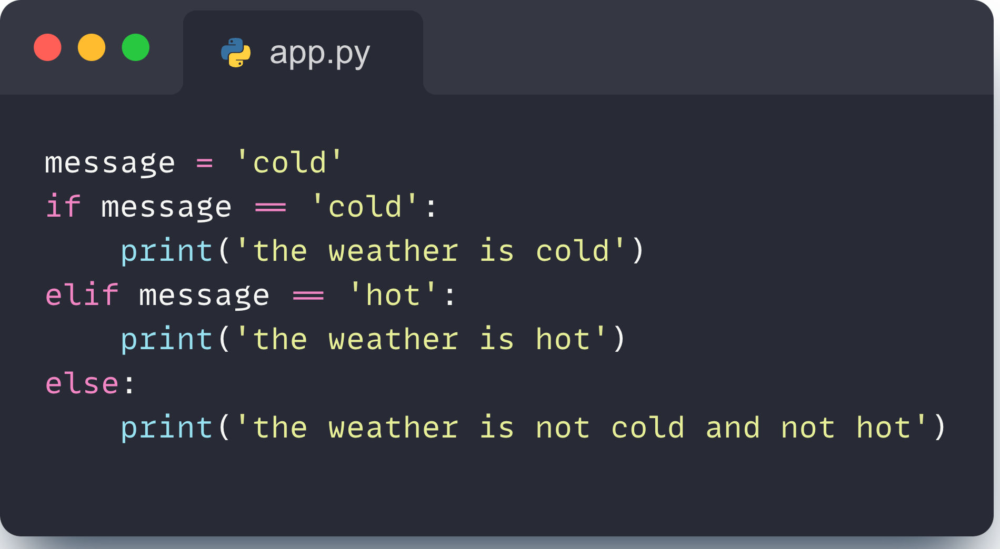 app.py
message = 'cold'
if message == 'cold':
    print('the weather is cold')
elif message == 'hot':
    print('the weather is hot')
else:
    print('the weather is not cold and not hot')